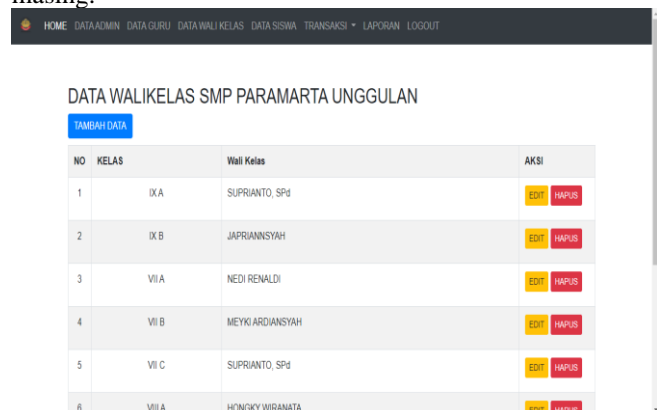 masing.
HOME DATA ADMIN DATA GURU DATA WALI KELAS DATA SISWA TRANSAKSI LAPORAN LOGOUT
DATA WALIKELAS SMP PARAMARTA UNGGULAN
TAMBAH DATA
NO KELAS Wali Kelas AKSI
1 IX A SUPRIANTO, SPd EDIT HAPUS
2 IX B JAPRIANNSYAH EDIT HAPUS
3 VII A NEDI RENALDI EDIT HAPUS
4 VII B MEYKI ARDIANSYAH EDIT HAPUS
5 VII C SUPRIANTO, SPd EDIT HAPUS
6 VIII A HONGKY WIRANATA EDIT HAPUS